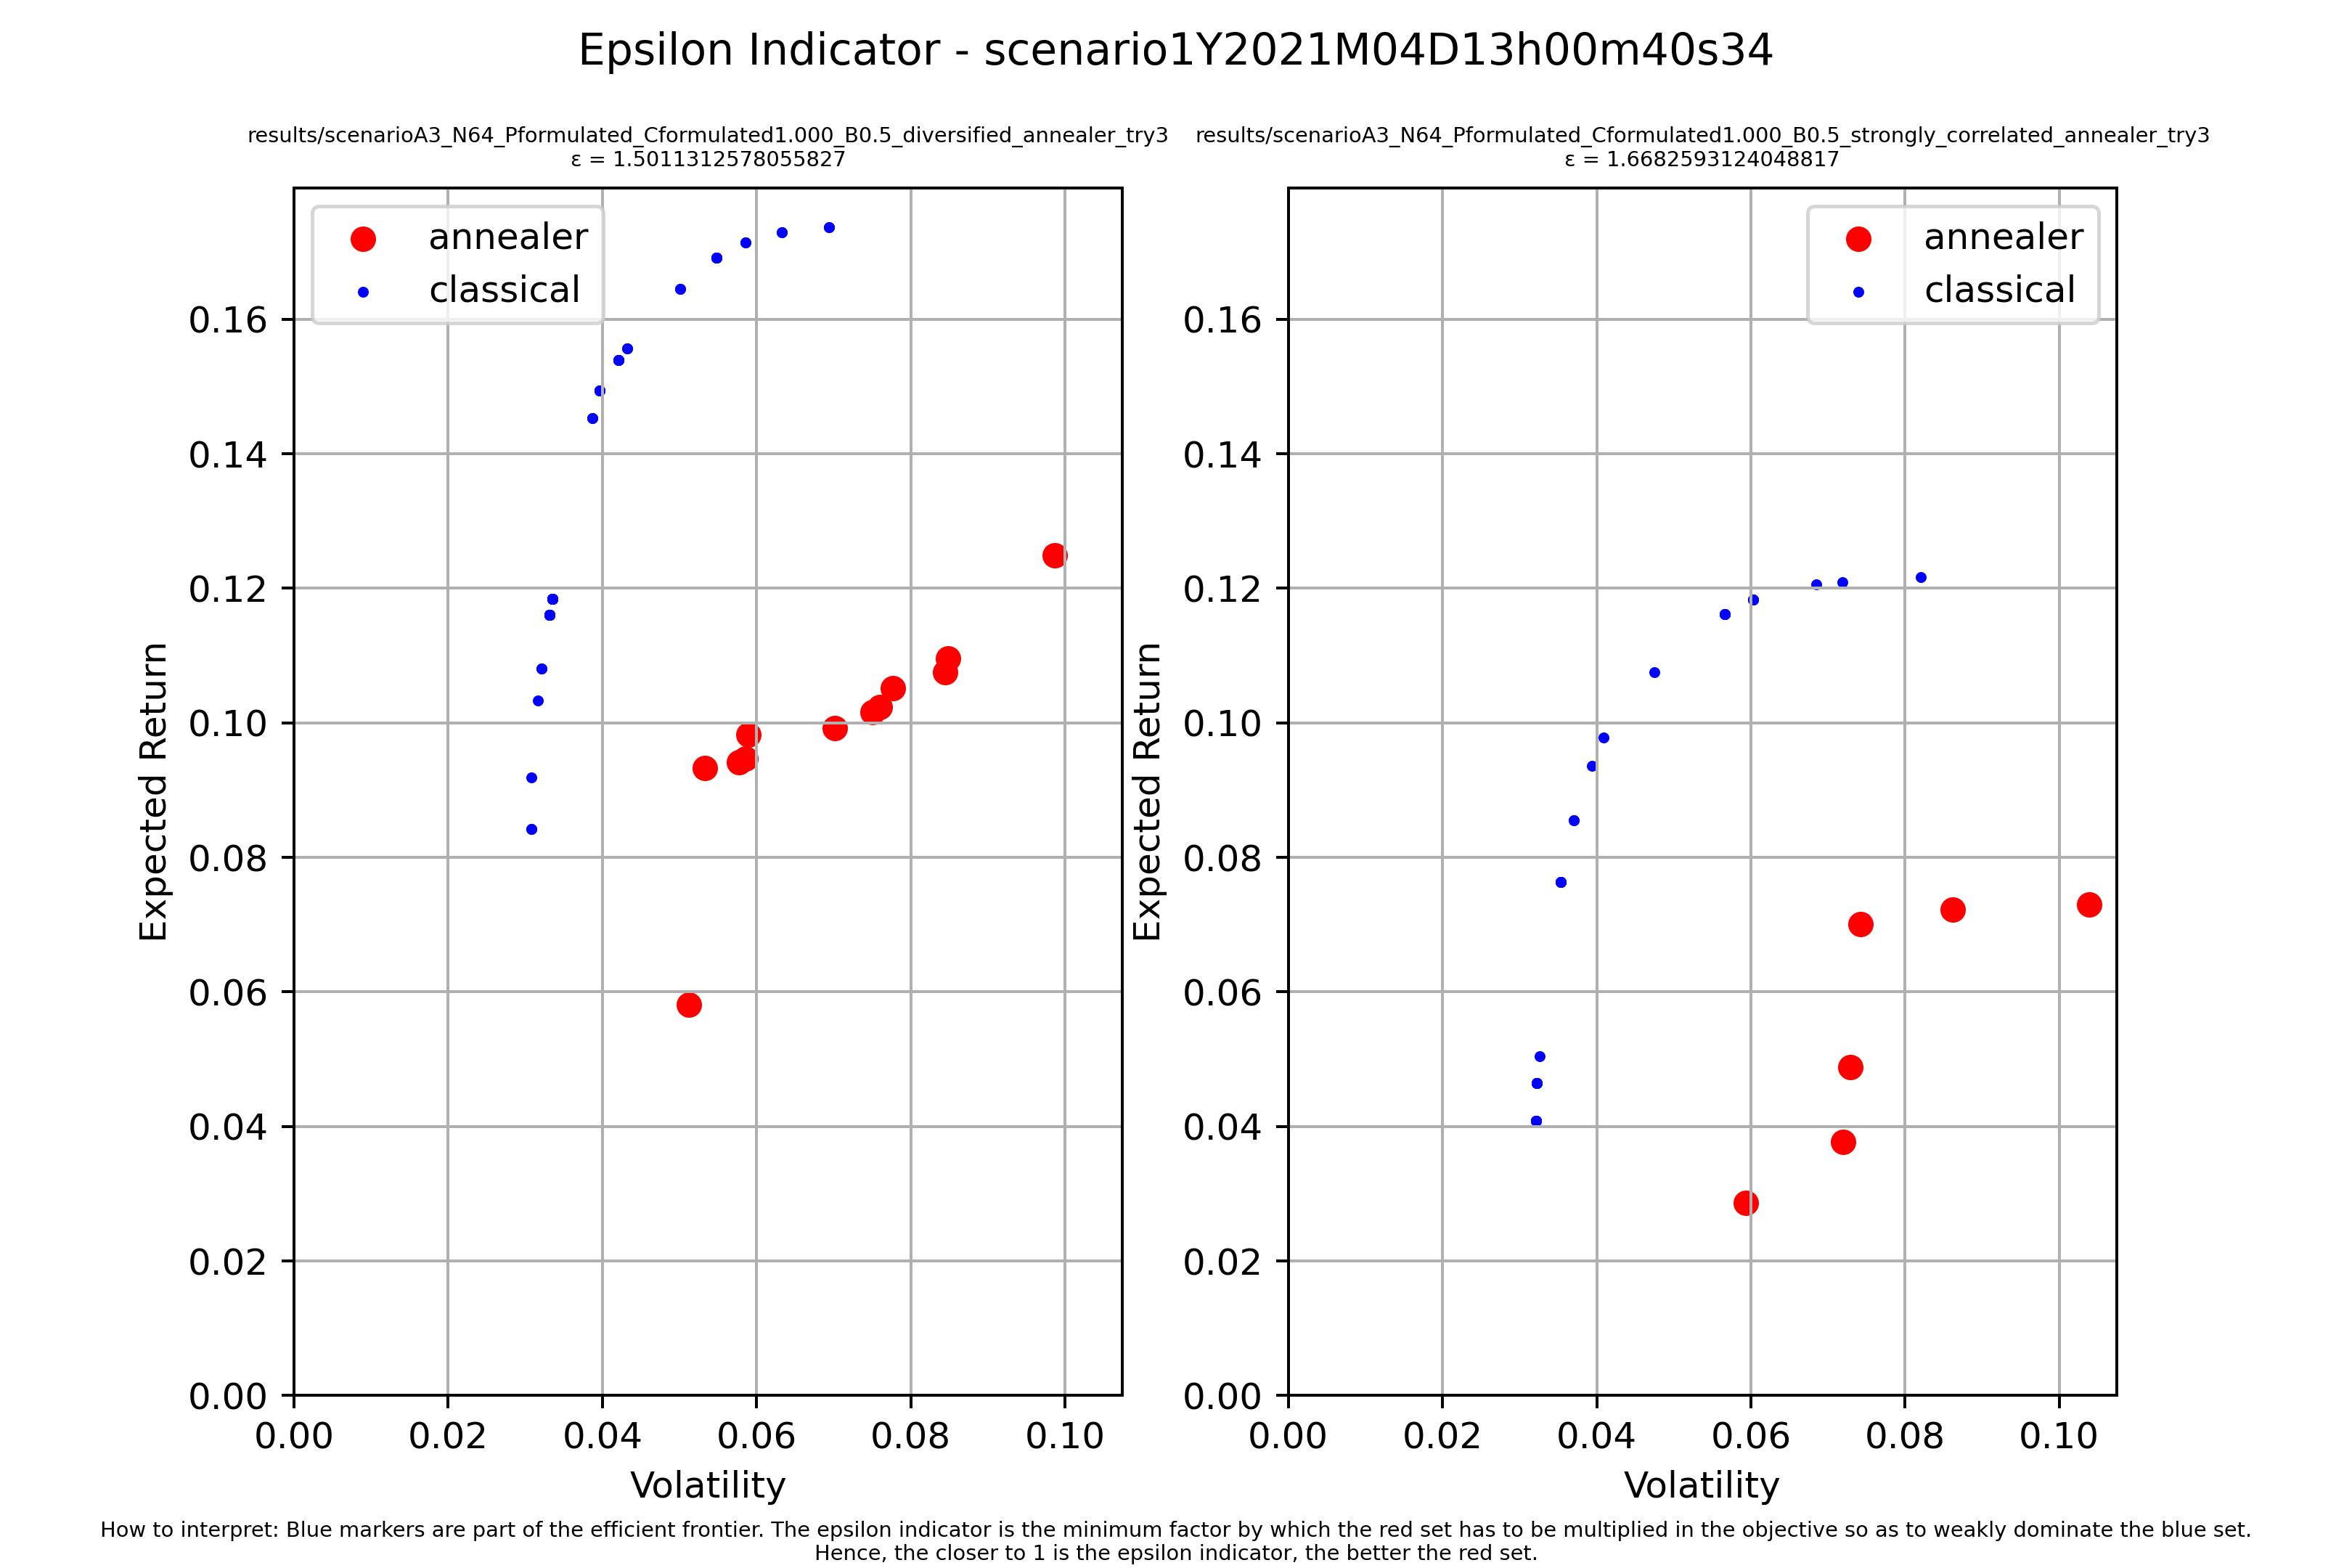 Epsilon Indicator - scenario1Y2021M04D13h00m40s34
results/scenarioA3_N64_Pformulated_Cformulated1.000_B0.5_diversified_annealer_try3
ε = 1.5011312578055827
annealer
classical
0.16
0.14
0.12
0.10
0.08
0.06
0.04
0.02
0.00
Expected Return
0.00 0.02 0.04 0.06 0.08 0.10
Volatility
results/scenarioA3_N64_Pformulated_Cformulated1.000_B0.5_strongly_correlated_annealer_try3
ε = 1.6682593124048817
annealer
classical
0.16
0.14
0.12
0.10
0.08
0.06
0.04
0.02
0.00
Expected Return
0.00 0.02 0.04 0.06 0.08 0.10
Volatility
How to interpret: Blue markers are part of the efficient frontier. The epsilon indicator is the minimum factor by which the red set has to be multiplied in the objective so as to weakly dominate the blue set.
Hence, the closer to 1 is the epsilon indicator, the better the red set.